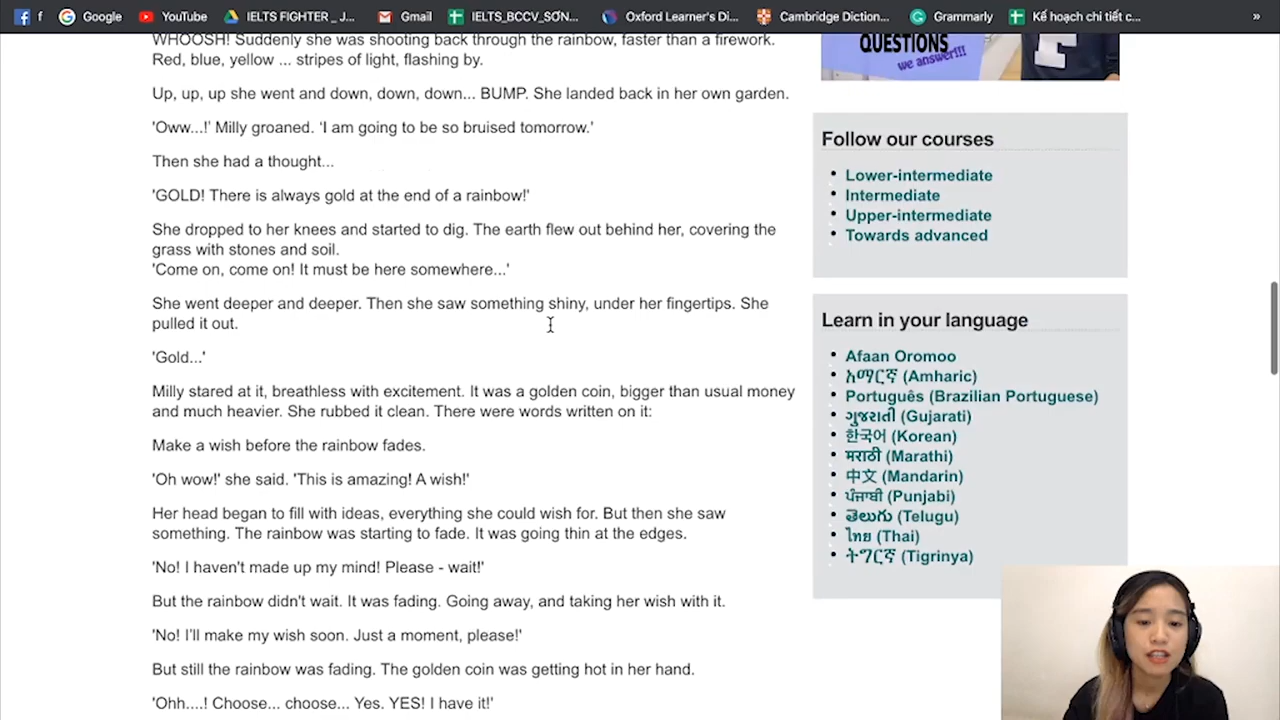 f
Google
YouTube
IELTS FIGHTER _ J...
Gmail
IELTS_BCCV_SƠN...
Oxford Learner's Di...
Cambridge Diction...
Grammarly
Kế hoạch chi tiết c...
»
WHOOSH! Suddenly she was shooting back through the rainbow, faster than a firework.
Red, blue, yellow ... stripes of light, flashing by.
Up, up, up she went and down, down, down... BUMP. She landed back in her own garden.
'Oww...!' Milly groaned. 'I am going to be so bruised tomorrow.'
Then she had a thought...
'GOLD! There is always gold at the end of a rainbow!'
She dropped to her knees and started to dig. The earth flew out behind her, covering the
grass with stones and soil.
'Come on, come on! It must be here somewhere...'
She went deeper and deeper. Then she saw something shiny, under her fingertips. She
pulled it out.
'Gold...'
Milly stared at it, breathless with excitement. It was a golden coin, bigger than usual money
and much heavier. She rubbed it clean. There were words written on it:
Make a wish before the rainbow fades.
'Oh wow!' she said. 'This is amazing! A wish!'
Her head began to fill with ideas, everything she could wish for. But then she saw
something. The rainbow was starting to fade. It was going thin at the edges.
'No! I haven't made up my mind! Please - wait!'
But the rainbow didn't wait. It was fading. Going away, and taking her wish with it.
'No! I'll make my wish soon. Just a moment, please!'
But still the rainbow was fading. The golden coin was getting hot in her hand.
'Ohh....! Choose... choose... Yes. YES! I have it!'
QUESTIONS
we answer!!!
F
Follow our courses
Lower-intermediate
Intermediate
Upper-intermediate
Towards advanced
Learn in your language
Afaan Oromoo
አማርኛ (Amharic)
Português (Brazilian Portuguese)
ગુજરાતી (Gujarati)
한국어 (Korean)
मराठी (Marathi)
中文 (Mandarin)
ਪੰਜਾਬੀ (Punjabi)
తెలుగు (Telugu)
ไทย (Thai)
ትግርኛ (Tigrinya)